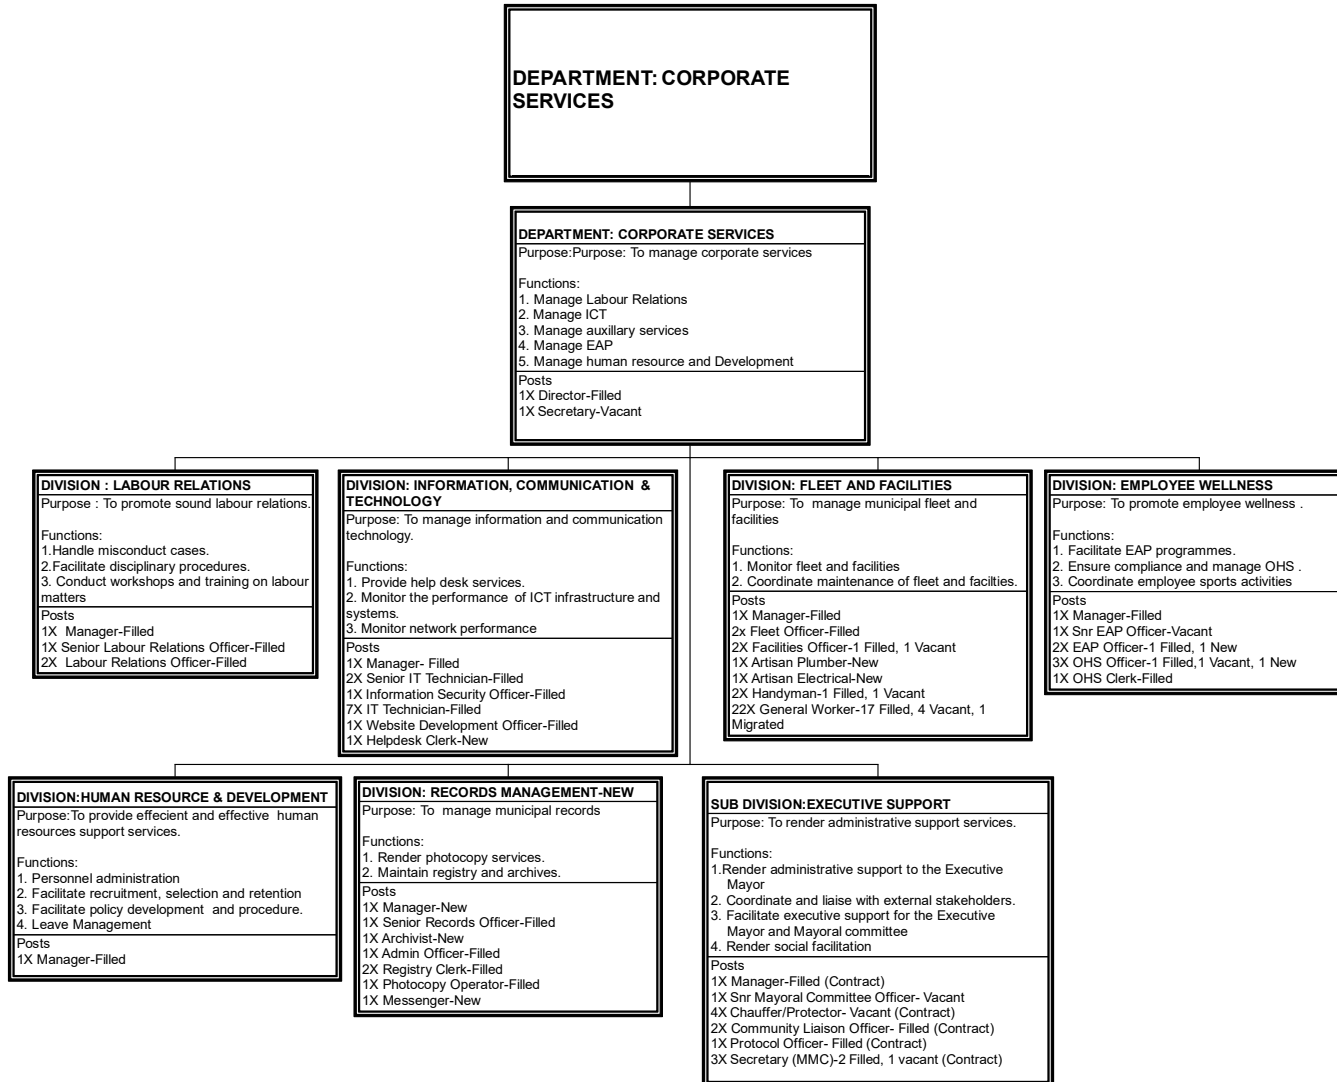 DEPARTMENT: CORPORATE
SERVICES
DEPARTMENT: CORPORATE SERVICES
Purpose:Purpose: To manage corporate services
Functions:
1. Manage Labour Relations
2. Manage ICT
3. Manage auxillary services
4. Manage EAP
5. Manage human resource and Development
Posts
1X Director-Filled
1X Secretary-Vacant
DIVISION : LABOUR RELATIONS
Purpose : To promote sound labour relations.
Functions:
1.Handle misconduct cases.
2.Facilitate disciplinary procedures.
3. Conduct workshops and training on labour
matters
Posts
1X Manager-Filled
1X Senior Labour Relations Officer-Filled
2X Labour Relations Officer-Filled
DIVISION: INFORMATION, COMMUNICATION &
TECHNOLOGY
Purpose: To manage information and communication
technology.
Functions:
1. Provide help desk services.
2. Monitor the performance of ICT infrastructure and
systems.
3. Monitor network performance
Posts
1X Manager- Filled
2X Senior IT Technician-Filled
1X Information Security Officer-Filled
7X IT Technician-Filled
1X Website Development Officer-Filled
1X Helpdesk Clerk-New
DIVISION: FLEET AND FACILITIES
Purpose: To manage municipal fleet and
facilities
Functions:
1. Monitor fleet and facilities
2. Coordinate maintenance of fleet and facilties.
Posts
1X Manager-Filled
2x Fleet Officer-Filled
2X Facilities Officer-1 Filled, 1 Vacant
1X Artisan Plumber-New
1X Artisan Electrical-New
2X Handyman-1 Filled, 1 Vacant
22X General Worker-17 Filled, 4 Vacant, 1
Migrated
DIVISION: EMPLOYEE WELLNESS
Purpose: To promote employee wellness .
Functions:
1. Facilitate EAP programmes.
2. Ensure compliance and manage OHS .
3. Coordinate employee sports activities
Posts
1X Manager-Filled
1X Snr EAP Officer-Vacant
2X EAP Officer-1 Filled, 1 New
3X OHS Officer-1 Filled,1 Vacant, 1 New
1X OHS Clerk-Filled
DIVISION:HUMAN RESOURCE & DEVELOPMENT
Purpose:To provide effecient and effective human
resources support services.
Functions:
1. Personnel administration
2. Facilitate recruitment, selection and retention
3. Facilitate policy development and procedure.
4. Leave Management
Posts
1X Manager-Filled
DIVISION: RECORDS MANAGEMENT-NEW
Purpose: To manage municipal records
Functions:
1. Render photocopy services.
2. Maintain registry and archives.
Posts
1X Manager-New
1X Senior Records Officer-Filled
1X Archivist-New
1X Admin Officer-Filled
2X Registry Clerk-Filled
1X Photocopy Operator-Filled
1X Messenger-New
SUB DIVISION:EXECUTIVE SUPPORT
Purpose: To render administrative support services.
Functions:
1.Render administrative support to the Executive
Mayor
2. Coordinate and liaise with external stakeholders.
3. Facilitate executive support for the Executive
Mayor and Mayoral committee
4. Render social facilitation
Posts
1X Manager-Filled (Contract)
1X Snr Mayoral Committee Officer- Vacant
4X Chauffer/Protector- Vacant (Contract)
2X Community Liaison Officer- Filled (Contract)
1X Protocol Officer- Filled (Contract)
3X Secretary (MMC)-2 Filled, 1 vacant (Contract)